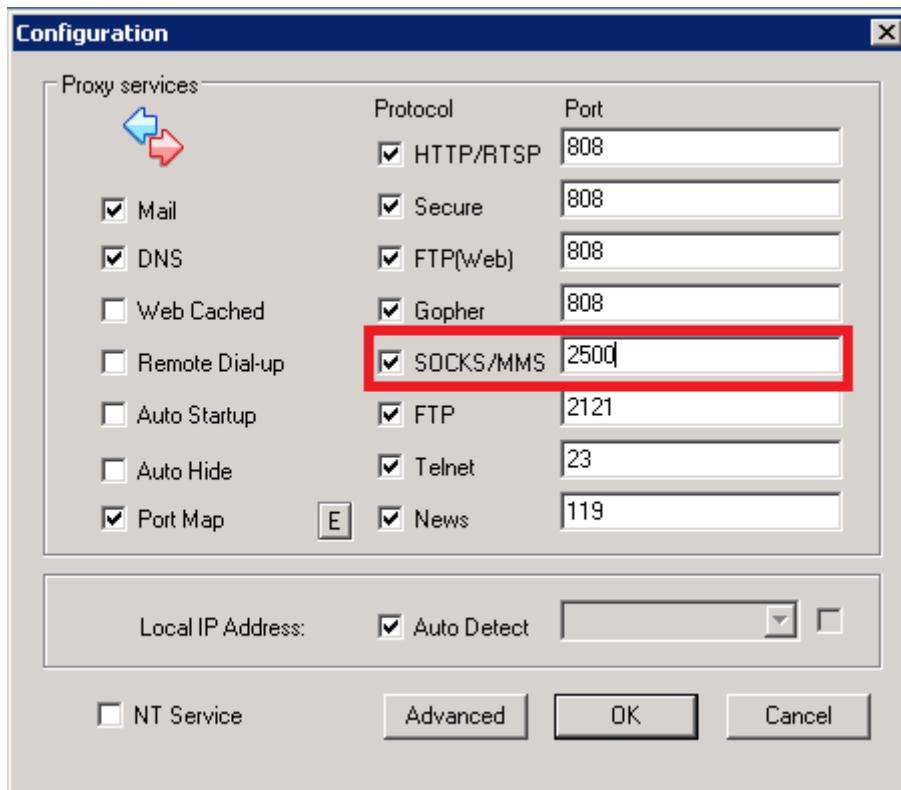 Configuration
Proxy services
Protocol Port
HTTP/RTSP 808
Mail Secure 808
DNS FTP(Web) 808
Web Cached Gopher 808
Remote Dial-up SOCKS/MMS 2500
Auto Startup FTP 2121
Auto Hide Telnet 23
Port Map E News 119
Local IP Address: Auto Detect
NT Service Advanced OK Cancel